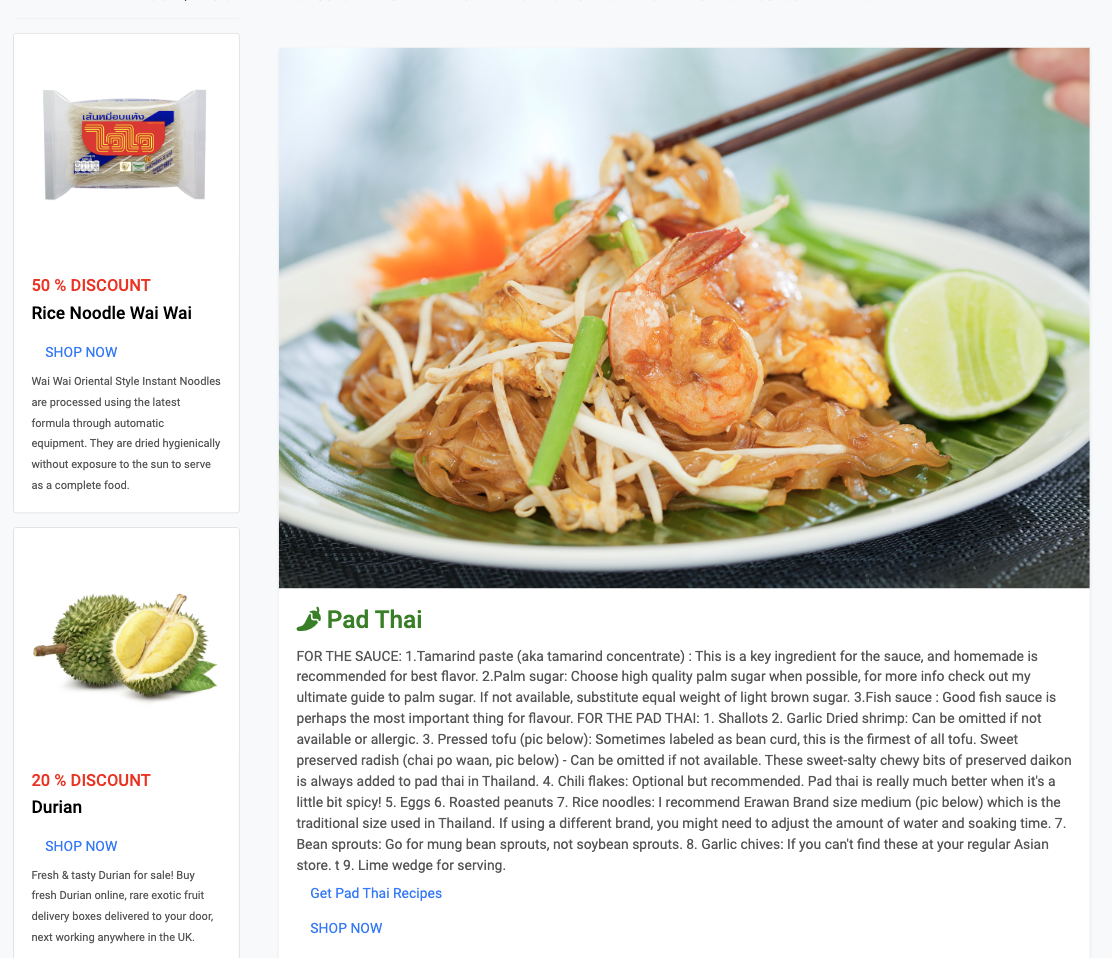 เส้นหมี่อบแห้ง
ไวไว
50 % DISCOUNT
Rice Noodle Wai Wai
SHOP NOW
Wai Wai Oriental Style Instant Noodles
are processed using the latest
formula through automatic
equipment. They are dried hygienically
without exposure to the sun to serve
as a complete food.
20 % DISCOUNT
Durian
SHOP NOW
Fresh & tasty Durian for sale! Buy
fresh Durian online, rare exotic fruit
delivery boxes delivered to your door,
next working anywhere in the UK.
Pad Thai
FOR THE SAUCE: 1.Tamarind paste (aka tamarind concentrate) : This is a key ingredient for the sauce, and homemade is
recommended for best flavor. 2.Palm sugar: Choose high quality palm sugar when possible, for more info check out my
ultimate guide to palm sugar. If not available, substitute equal weight of light brown sugar. 3.Fish sauce : Good fish sauce is
perhaps the most important thing for flavour. FOR THE PAD THAI: 1. Shallots 2. Garlic Dried shrimp: Can be omitted if not
available or allergic. 3. Pressed tofu (pic below): Sometimes labeled as bean curd, this is the firmest of all tofu. Sweet
preserved radish (chai po waan, pic below) - Can be omitted if not available. These sweet-salty chewy bits of preserved daikon
is always added to pad thai in Thailand. 4. Chili flakes: Optional but recommended. Pad thai is really much better when it's a
little bit spicy! 5. Eggs 6. Roasted peanuts 7. Rice noodles: I recommend Erawan Brand size medium (pic below) which is the
traditional size used in Thailand. If using a different brand, you might need to adjust the amount of water and soaking time. 7.
Bean sprouts: Go for mung bean sprouts, not soybean sprouts. 8. Garlic chives: If you can't find these at your regular Asian
store. t 9. Lime wedge for serving.
Get Pad Thai Recipes
SHOP NOW